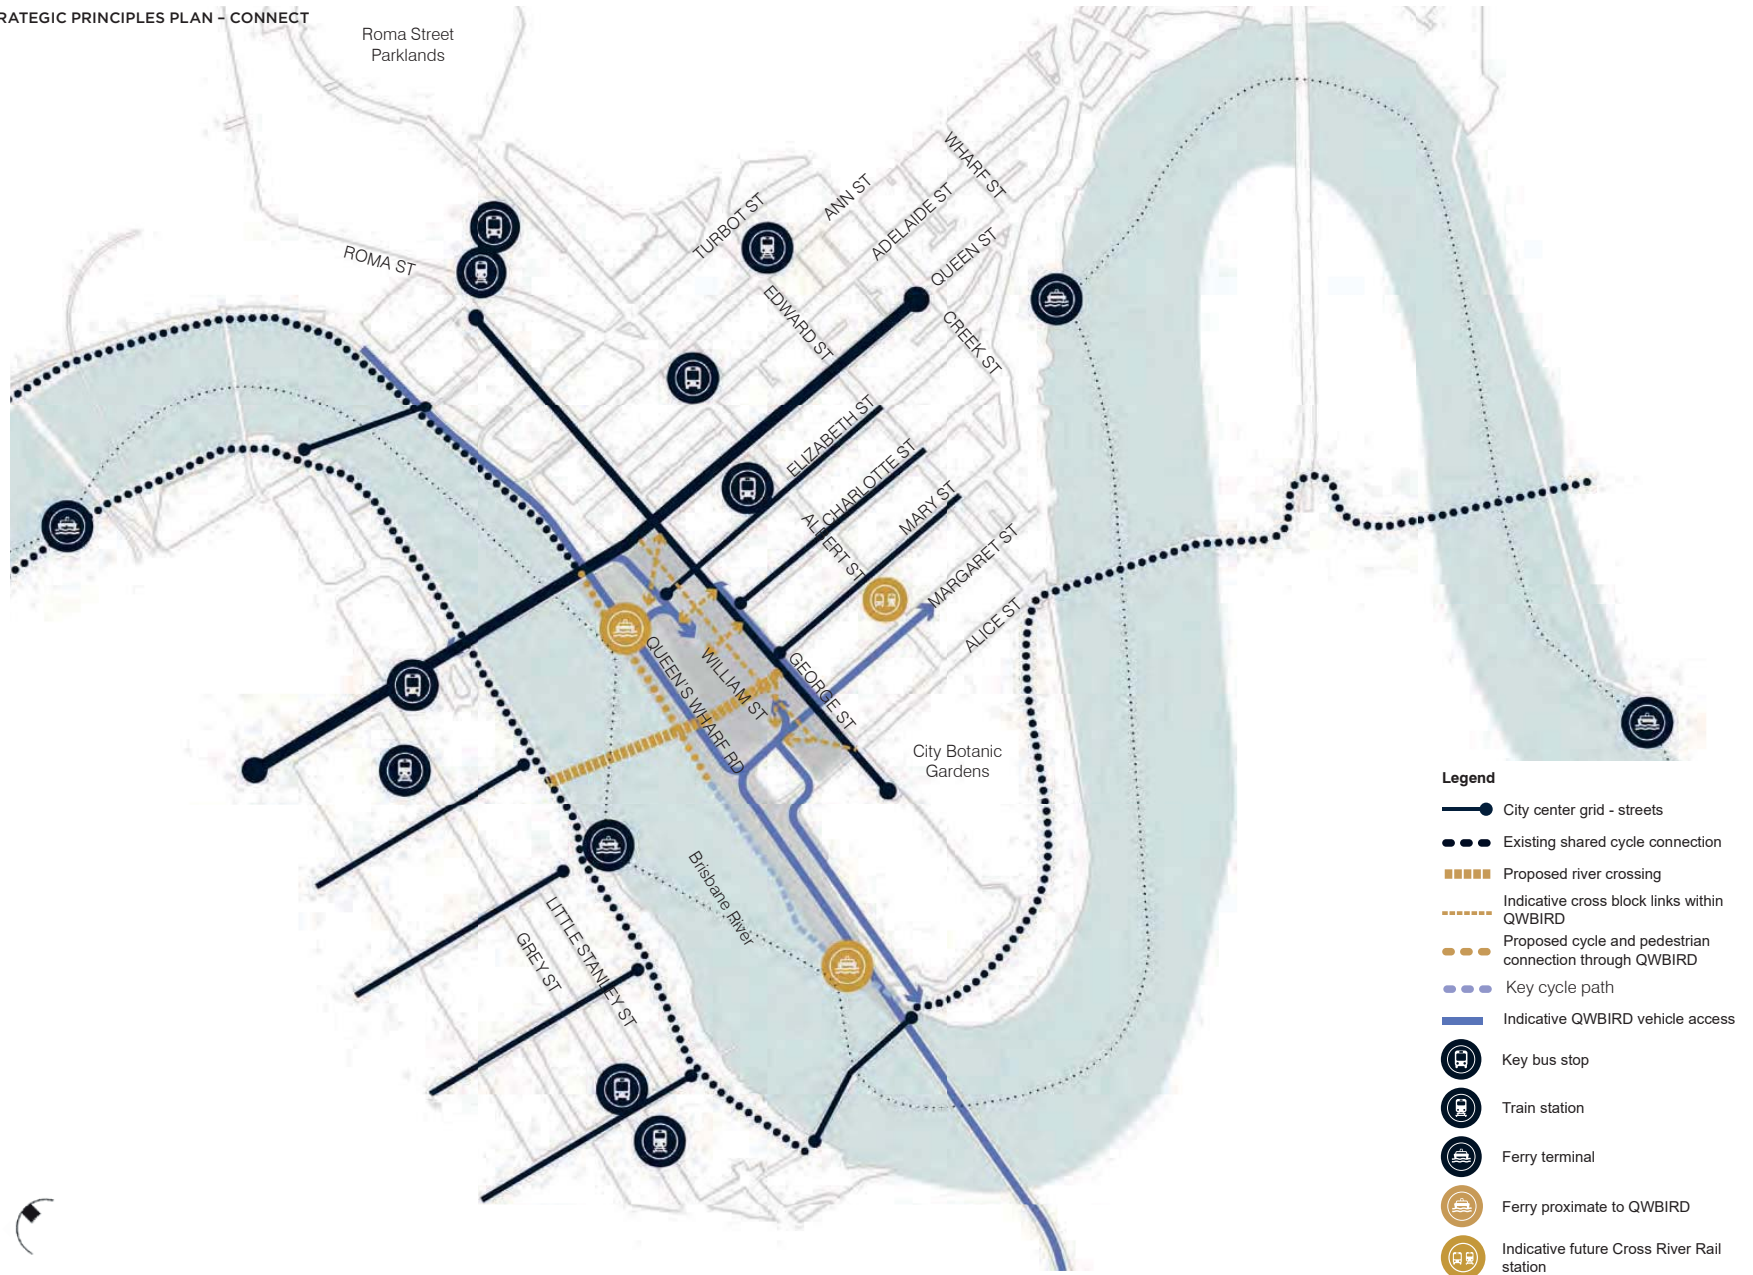 RATEGIC PRINCIPLES PLAN – CONNECT
Roma Street
Parklands
WHARF ST
ANN ST
TURBOT ST
ADELAIDE ST
QUEEN ST
ROMA ST
EDWARD ST
CREEK ST
ELIZABETH ST
CHARLOTTE ST
MARY ST
ALBERT ST
MARGARET ST
ALICE ST
QUEEN'S WHARF RD
WILLIAM ST
GEORGE ST
City Botanic
Gardens
Brisbane River
LITTLE STANLEY ST
GREY ST
Legend
City center grid - streets
Existing shared cycle connection
Proposed river crossing
Indicative cross block links within
QWBIRD
Proposed cycle and pedestrian
connection through QWBIRD
Key cycle path
Indicative QWBIRD vehicle access
Key bus stop
Train station
Ferry terminal
Ferry proximate to QWBIRD
Indicative future Cross River Rail
station